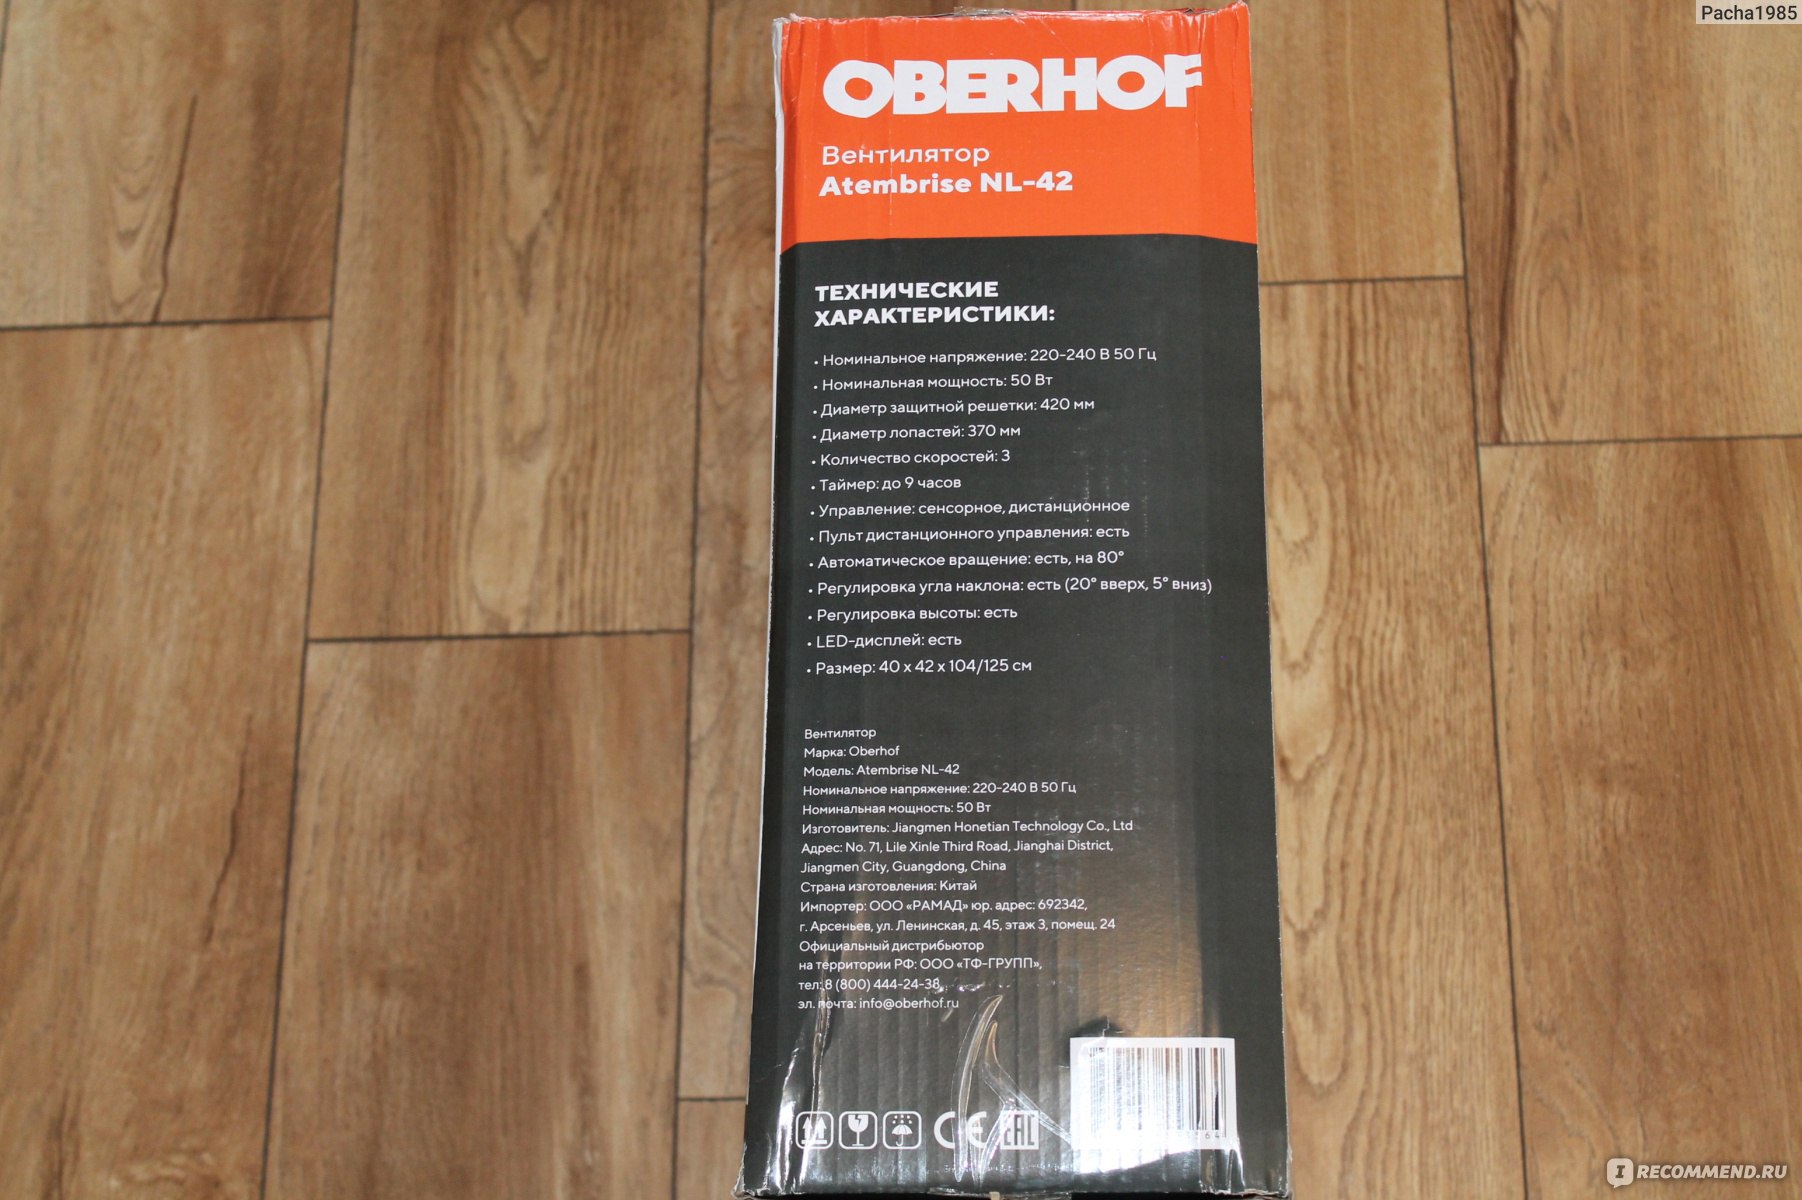 Pacha1985
OBERHOF
Вентилятор
Atembrise NL-42
ТЕХНИЧЕСКИЕ
ХАРАКТЕРИСТИКИ:
• Номинальное напряжение: 220-240 В 50 Гц
• Номинальная мощность: 50 Вт
• Диаметр защитной решетки: 420 мм
• Диаметр лопастей: 370 мм
• Количество скоростей: 3
• Таймер: до 9 часов
• Управление: сенсорное, дистанционное
• Пульт дистанционного управления: есть
• Автоматическое вращение: есть, на 80°
• Регулировка угла наклона: есть (20° вверх, 5° вниз)
• Регулировка высоты: есть
• LED-дисплей: есть
• Размер: 40 x 42 x 104/125 см
Вентилятор
Марка: Oberhof
Модель: Atembrise NL-42
Номинальное напряжение: 220-240 В 50 Гц
Номинальная мощность: 50 Вт
Изготовитель: Jiangmen Honetian Technology Co., Ltd
Адрес: No. 71, Lile Xinle Third Road, Jianghai District,
Jiangmen City, Guangdong, China
Страна изготовления: Китай
Импортер: ООО «РАМАД» юр. адрес: 692342,
г. Арсеньев, ул. Ленинская, д. 45, этаж 3, помещ. 24
Официальный дистрибьютор
на территории РФ: ООО «ТФ-ГРУПП»,
тел: 8 (800) 444-24-38,
эл. почта: info@oberhof.ru
CE EAC
I RECOMMEND.RU